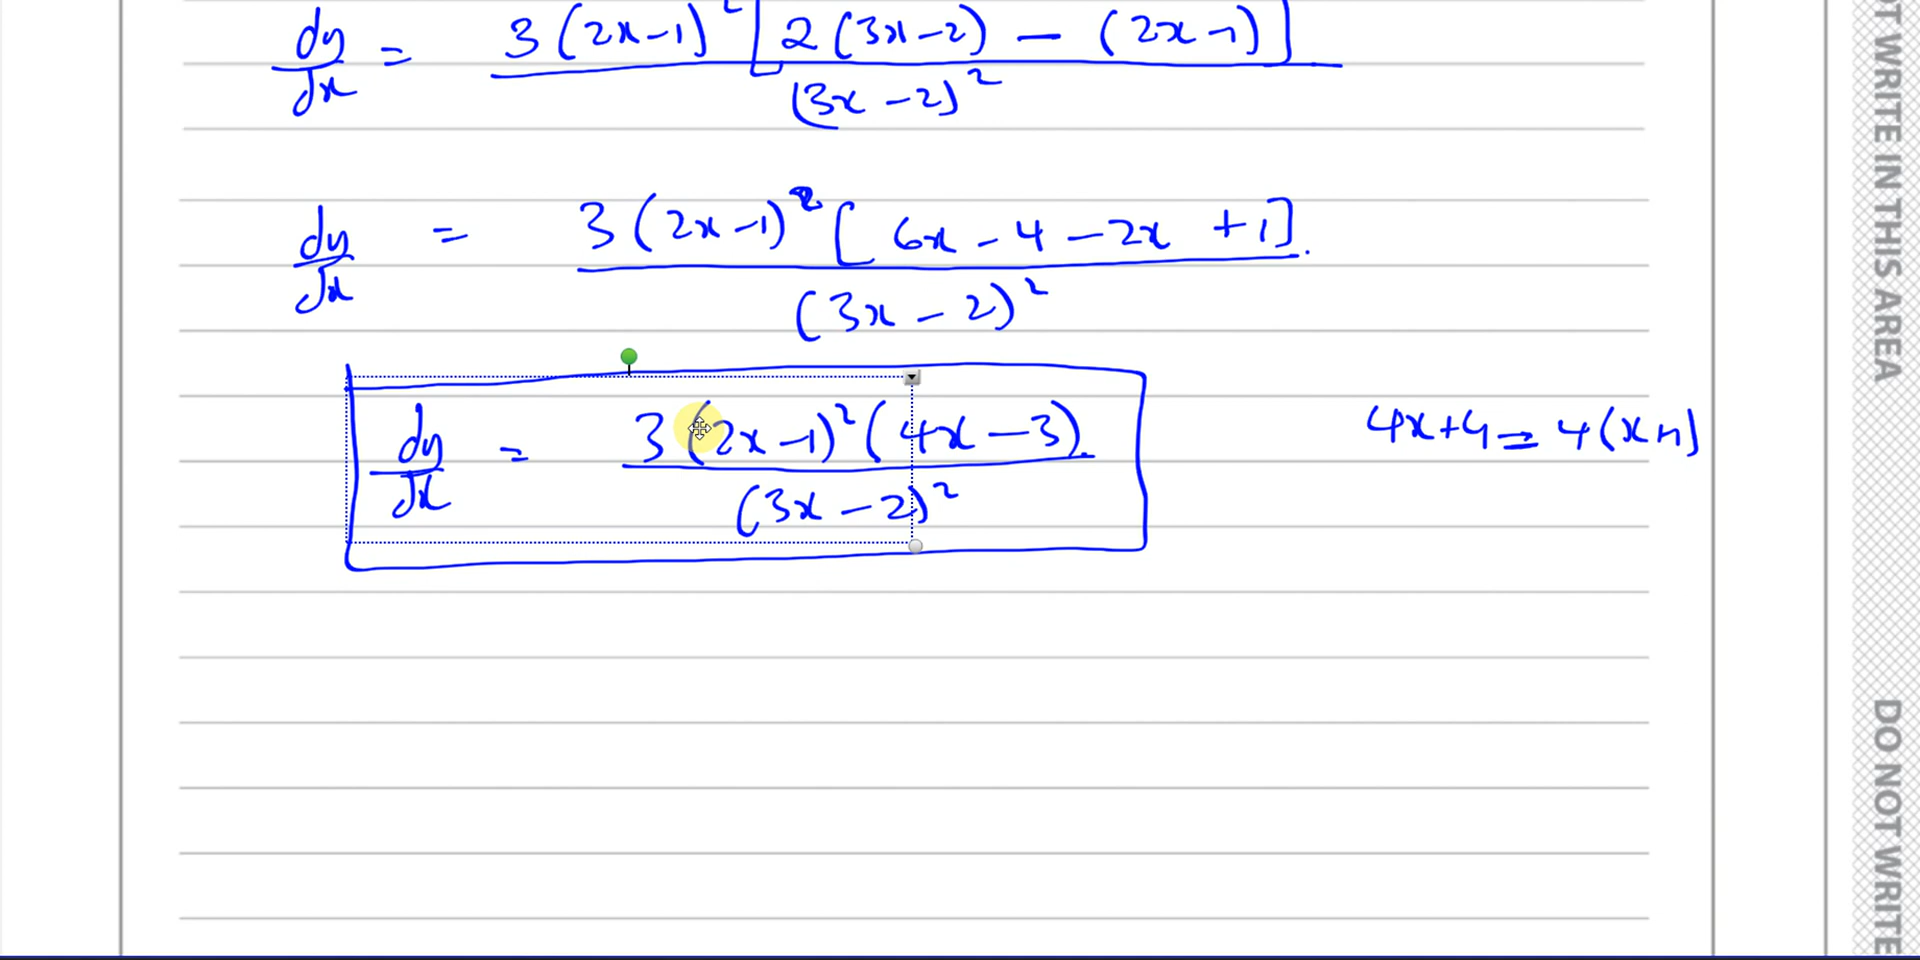 dy/dx = 3(2x-1)² [2(3x-2) - (2x-1)] / (3x-2)²
dy/dx = 3(2x-1)² [6x-4-2x+1]. / (3x-2)²
dy/dx = 3(2x-1)²(4x-3). / (3x-2)²
4x+4 = 4(x+1)
OT WRITE IN THIS AREA
DO NOT WRITE